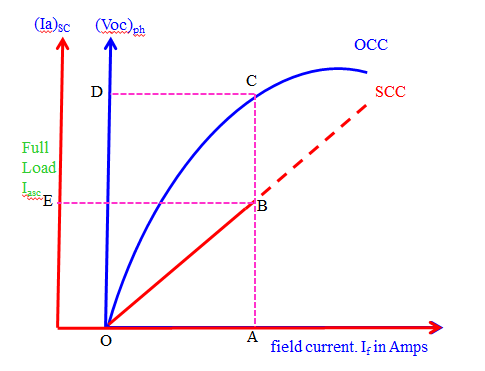 (Ia)SC (Voc)ph
OCC
D C SCC
Full
Load
Iasc E B
O A
field current. If in Amps